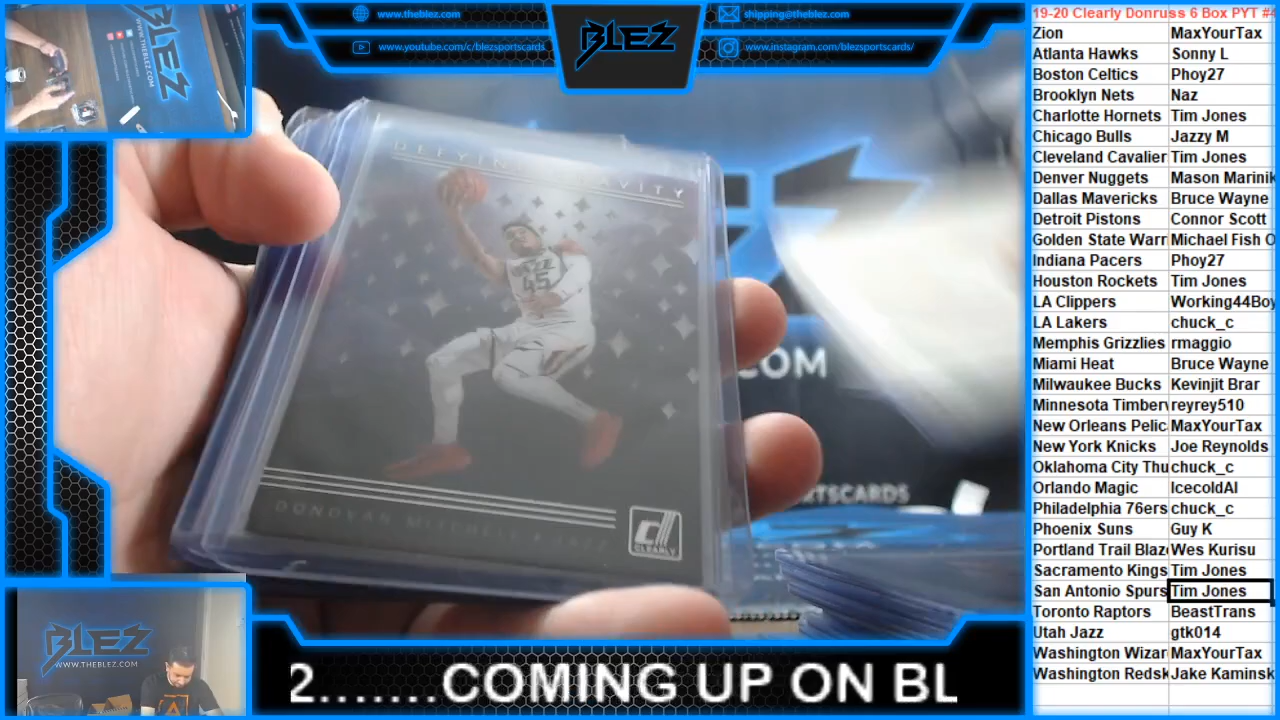 www.theblez.com
shipping@theblez.com
www.youtube.com/c/blezsportscards
www.instagram.com/blezsportscards/
BLEZ
BLEZ
WWW.THEBLEZ.COM
DEFYING GRAVITY
JAZZ
45
DONOVAN MITCHELL • JAZZ
CLEARLY
.COM
RTSCARDS
BLEZ
WWW.THEBLEZ.COM
2.......COMING UP ON BL
19-20 Clearly Donruss 6 Box PYT #4
Zion MaxYourTax
Atlanta Hawks Sonny L
Boston Celtics Phoy27
Brooklyn Nets Naz
Charlotte Hornets Tim Jones
Chicago Bulls Jazzy M
Cleveland Cavalier Tim Jones
Denver Nuggets Mason Marinik
Dallas Mavericks Bruce Wayne
Detroit Pistons Connor Scott
Golden State Warr Michael Fish O
Indiana Pacers Phoy27
Houston Rockets Tim Jones
LA Clippers Working44Boy
LA Lakers chuck_c
Memphis Grizzlies rmaggio
Miami Heat Bruce Wayne
Milwaukee Bucks Kevinjit Brar
Minnesota Timberv reyrey510
New Orleans Pelic MaxYourTax
New York Knicks Joe Reynolds
Oklahoma City Thu chuck_c
Orlando Magic IcecoldAI
Philadelphia 76ers chuck_c
Phoenix Suns Guy K
Portland Trail Blaz Wes Kurisu
Sacramento Kings Tim Jones
San Antonio Spurs Tim Jones
Toronto Raptors BeastTrans
Utah Jazz gtk014
Washington Wizar MaxYourTax
Washington Redsk Jake Kaminsk